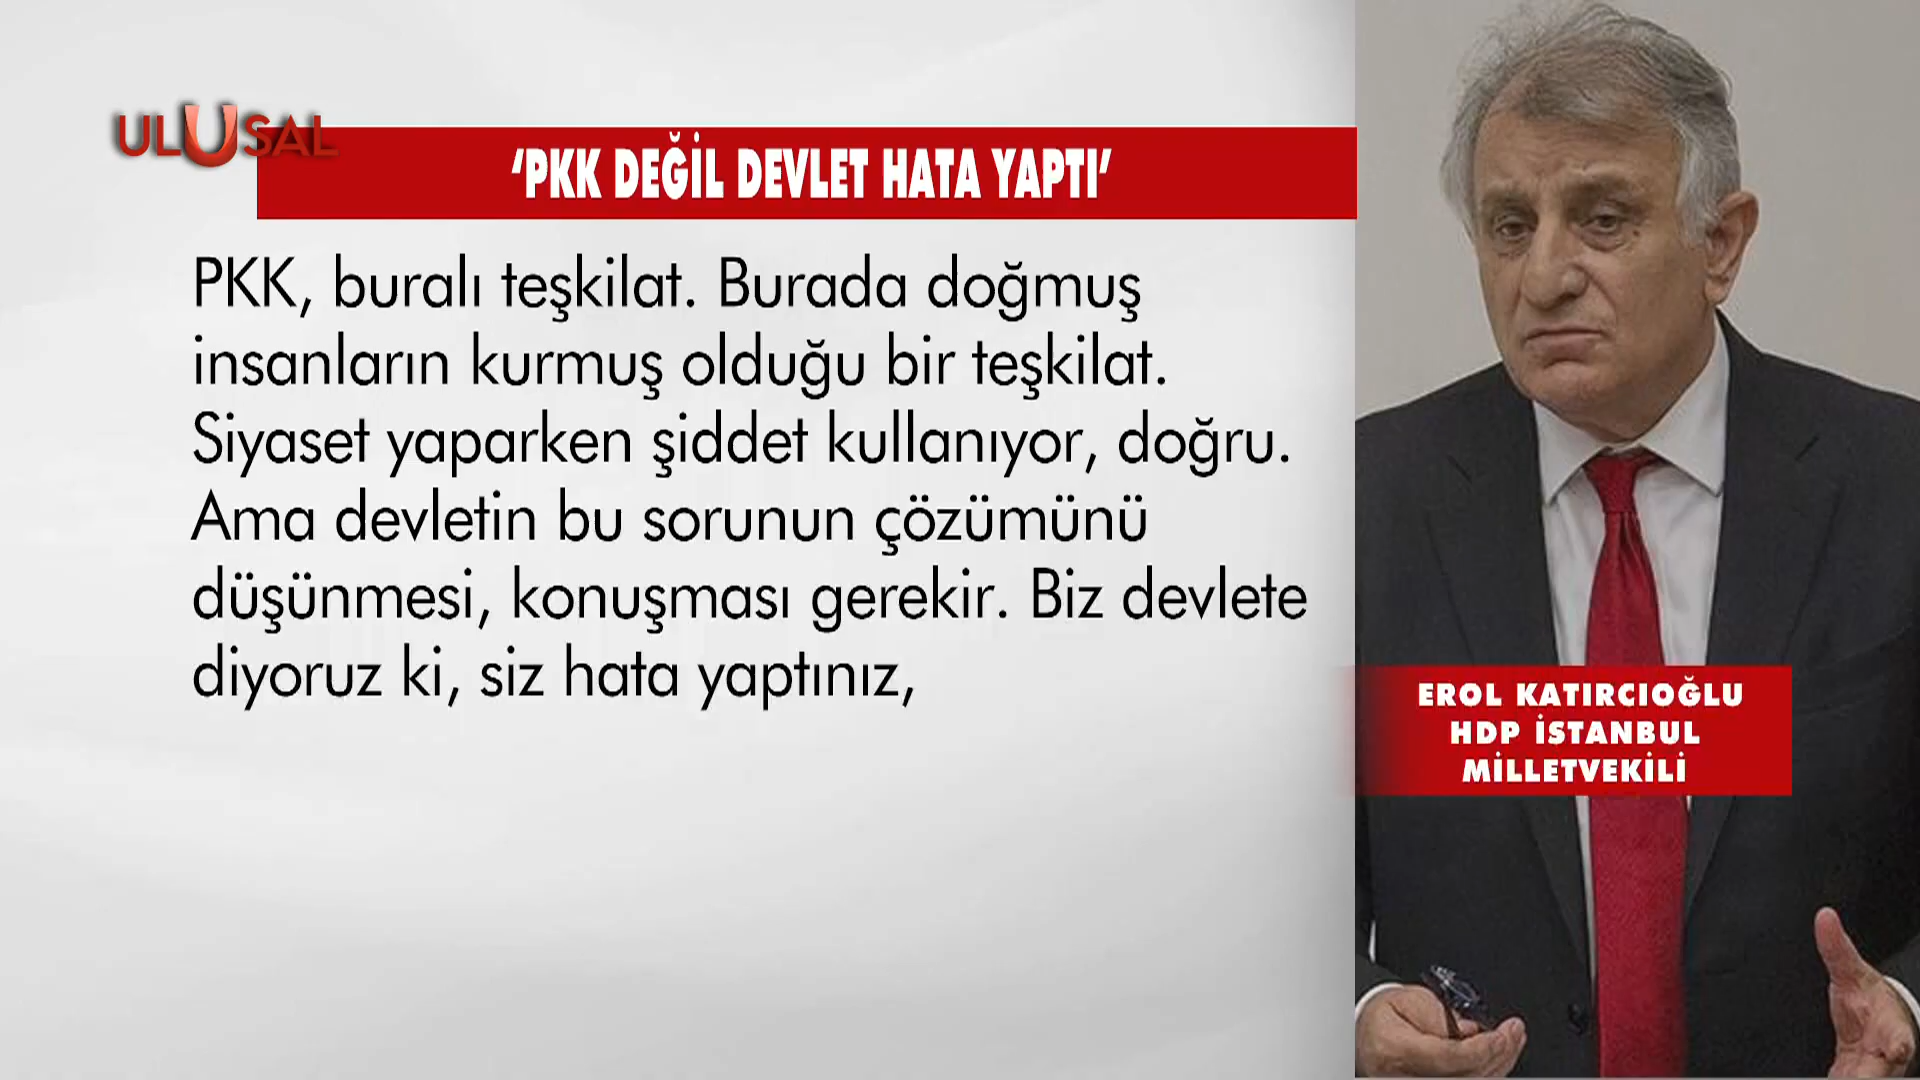 ULUSAL
‘PKK DEĞİL DEVLET HATA YAPTI’
PKK, buralı teşkilat. Burada doğmuş
insanların kurmuş olduğu bir teşkilat.
Siyaset yaparken şiddet kullanıyor, doğru.
Ama devletin bu sorunun çözümünü
düşünmesi, konuşması gerekir. Biz devlete
diyoruz ki, siz hata yaptınız,
EROL KATIRCIOĞLU
HDP İSTANBUL
MİLLETVEKİLİ